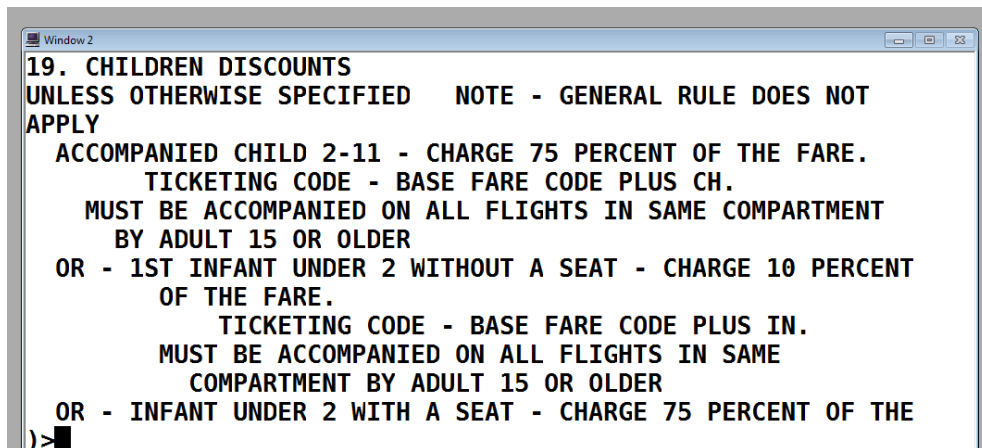 Window 2
19. CHILDREN DISCOUNTS
UNLESS OTHERWISE SPECIFIED   NOTE - GENERAL RULE DOES NOT
APPLY
ACCOMPANIED CHILD 2-11 - CHARGE 75 PERCENT OF THE FARE.
TICKETING CODE - BASE FARE CODE PLUS CH.
MUST BE ACCOMPANIED ON ALL FLIGHTS IN SAME COMPARTMENT
BY ADULT 15 OR OLDER
OR - 1ST INFANT UNDER 2 WITHOUT A SEAT - CHARGE 10 PERCENT
OF THE FARE.
TICKETING CODE - BASE FARE CODE PLUS IN.
MUST BE ACCOMPANIED ON ALL FLIGHTS IN SAME
COMPARTMENT BY ADULT 15 OR OLDER
OR - INFANT UNDER 2 WITH A SEAT - CHARGE 75 PERCENT OF THE
)>